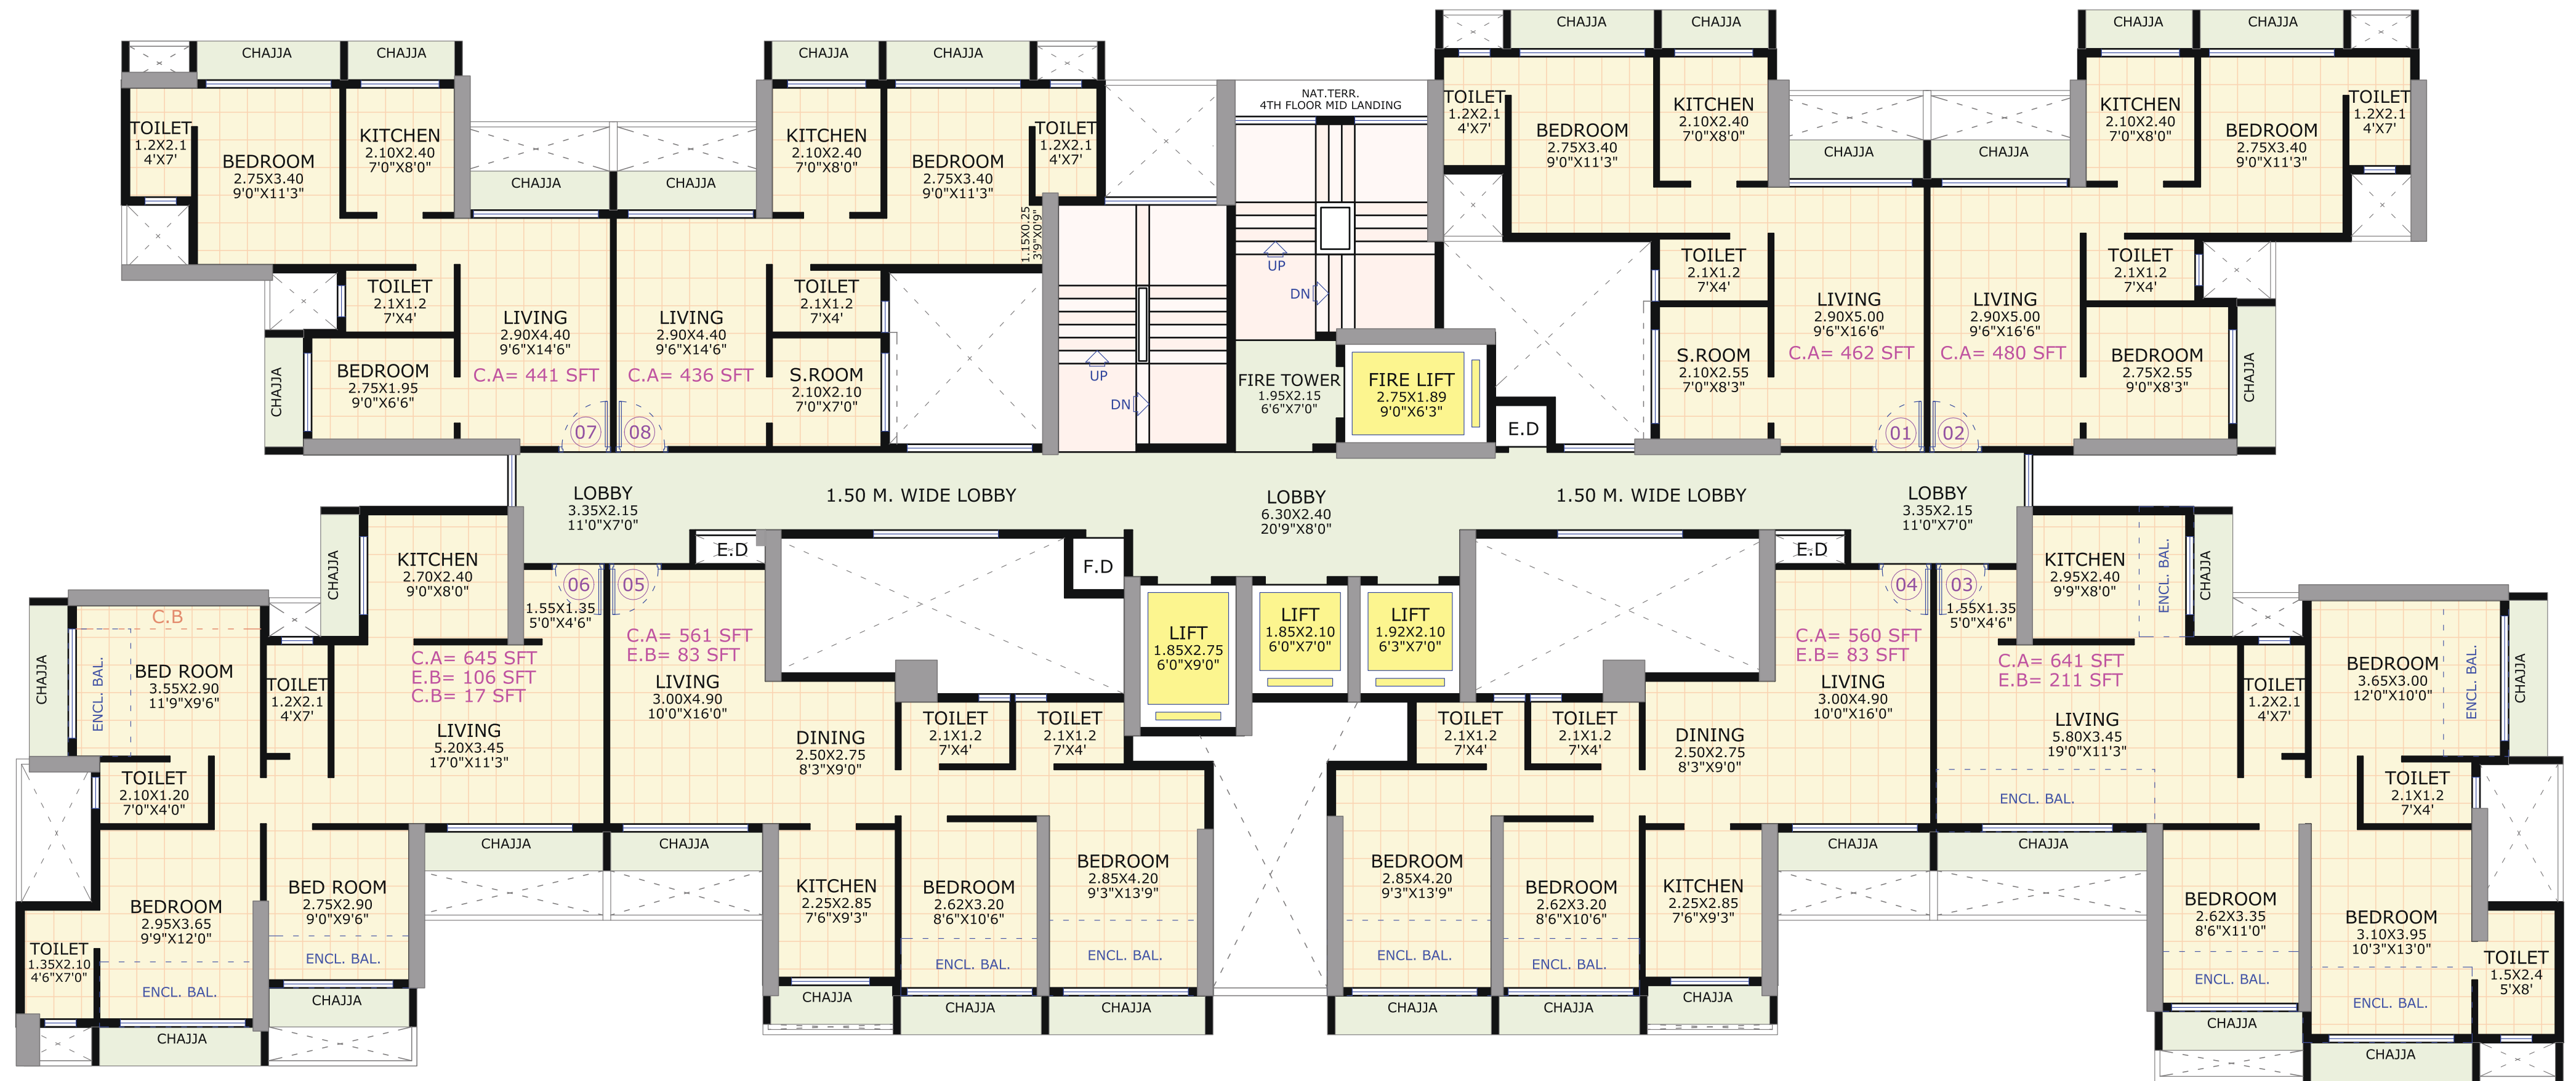 CHAJJA
CHAJJA
TOILET
1.2X2.1
4'X7'
BEDROOM
2.75X3.40
9'0"X11'3"
KITCHEN
2.10X2.40
7'0"X8'0"
CHAJJA
TOILET
2.1X1.2
7'X4'
LIVING
2.90X4.40
9'6"X14'6"
C.A= 441 SFT
BEDROOM
2.75X1.95
9'0"X6'6"
CHAJJA
07
CHAJJA
CHAJJA
KITCHEN
2.10X2.40
7'0"X8'0"
BEDROOM
2.75X3.40
9'0"X11'3"
TOILET
1.2X2.1
4'X7'
CHAJJA
1.15X0.25
3'9"X0'9"
LIVING
2.90X4.40
9'6"X14'6"
C.A= 436 SFT
TOILET
2.1X1.2
7'X4'
S.ROOM
2.10X2.10
7'0"X7'0"
08
UP
DN
NAT.TERR.
4TH FLOOR MID LANDING
UP
DN
FIRE TOWER
1.95X2.15
6'6"X7'0"
FIRE LIFT
2.75X1.89
9'0"X6'3"
E.D
CHAJJA
CHAJJA
TOILET
1.2X2.1
4'X7'
BEDROOM
2.75X3.40
9'0"X11'3"
KITCHEN
2.10X2.40
7'0"X8'0"
CHAJJA
TOILET
2.1X1.2
7'X4'
LIVING
2.90X5.00
9'6"X16'6"
C.A= 462 SFT
S.ROOM
2.10X2.55
7'0"X8'3"
01
CHAJJA
CHAJJA
KITCHEN
2.10X2.40
7'0"X8'0"
BEDROOM
2.75X3.40
9'0"X11'3"
TOILET
1.2X2.1
4'X7'
CHAJJA
LIVING
2.90X5.00
9'6"X16'6"
C.A= 480 SFT
TOILET
2.1X1.2
7'X4'
BEDROOM
2.75X2.55
9'0"X8'3"
CHAJJA
02
LOBBY
3.35X2.15
11'0"X7'0"
1.50 M. WIDE LOBBY
LOBBY
6.30X2.40
20'9"X8'0"
1.50 M. WIDE LOBBY
LOBBY
3.35X2.15
11'0"X7'0"
CHAJJA
KITCHEN
2.70X2.40
9'0"X8'0"
06
1.55X1.35
5'0"X4'6"
C.B
CHAJJA
ENCL. BAL.
BED ROOM
3.55X2.90
11'9"X9'6"
TOILET
1.2X2.1
4'X7'
C.A= 645 SFT
E.B= 106 SFT
C.B= 17 SFT
LIVING
5.20X3.45
17'0"X11'3"
TOILET
2.10X1.20
7'0"X4'0"
CHAJJA
BEDROOM
2.95X3.65
9'9"X12'0"
ENCL. BAL.
BED ROOM
2.75X2.90
9'0"X9'6"
ENCL. BAL.
TOILET
1.35X2.10
4'6"X7'0"
CHAJJA
CHAJJA
E.D
05
C.A= 561 SFT
E.B= 83 SFT
LIVING
3.00X4.90
10'0"X16'0"
DINING
2.50X2.75
8'3"X9'0"
TOILET
2.1X1.2
7'X4'
TOILET
2.1X1.2
7'X4'
CHAJJA
KITCHEN
2.25X2.85
7'6"X9'3"
BEDROOM
2.62X3.20
8'6"X10'6"
ENCL. BAL.
BEDROOM
2.85X4.20
9'3"X13'9"
ENCL. BAL.
CHAJJA
CHAJJA
CHAJJA
F.D
LIFT
1.85X2.75
6'0"X9'0"
LIFT
1.85X2.10
6'0"X7'0"
LIFT
1.92X2.10
6'3"X7'0"
E.D
04
C.A= 560 SFT
E.B= 83 SFT
LIVING
3.00X4.90
10'0"X16'0"
DINING
2.50X2.75
8'3"X9'0"
TOILET
2.1X1.2
7'X4'
TOILET
2.1X1.2
7'X4'
BEDROOM
2.85X4.20
9'3"X13'9"
ENCL. BAL.
BEDROOM
2.62X3.20
8'6"X10'6"
ENCL. BAL.
KITCHEN
2.25X2.85
7'6"X9'3"
CHAJJA
CHAJJA
CHAJJA
CHAJJA
03
1.55X1.35
5'0"X4'6"
KITCHEN
2.95X2.40
9'9"X8'0"
ENCL. BAL.
CHAJJA
C.A= 641 SFT
E.B= 211 SFT
LIVING
5.80X3.45
19'0"X11'3"
ENCL. BAL.
CHAJJA
TOILET
1.2X2.1
4'X7'
BEDROOM
3.65X3.00
12'0"X10'0"
ENCL. BAL.
CHAJJA
TOILET
2.1X1.2
7'X4'
BEDROOM
2.62X3.35
8'6"X11'0"
ENCL. BAL.
CHAJJA
BEDROOM
3.10X3.95
10'3"X13'0"
ENCL. BAL.
TOILET
1.5X2.4
5'X8'
CHAJJA